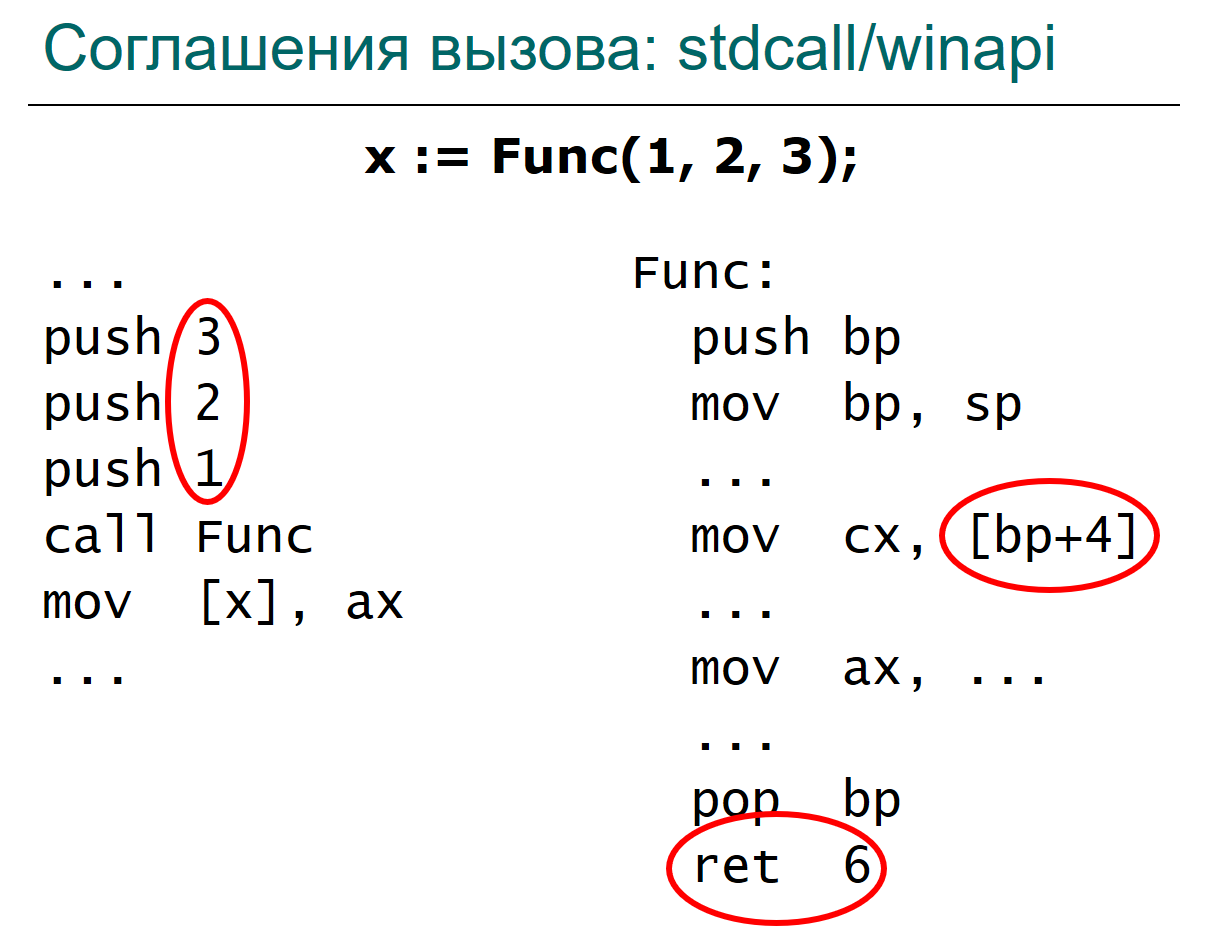 Соглашения вызова: stdcall/winapi
x := Func(1, 2, 3);
...
push 3
push 2
push 1
call Func
mov [x], ax
...
Func:
push bp
mov bp, sp
...
mov cx, [bp+4]
...
mov ax, ...
...
pop bp
ret 6